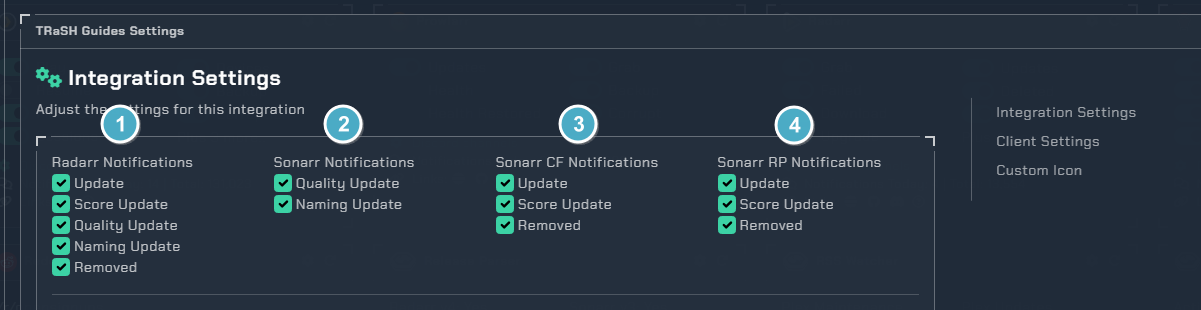 TRaSH Guides Settings
Integration Settings
Adjust the settings for this integration
1
2
3
4
Radarr Notifications
Update
Score Update
Quality Update
Naming Update
Removed
Sonarr Notifications
Quality Update
Naming Update
Sonarr CF Notifications
Update
Score Update
Removed
Sonarr RP Notifications
Update
Score Update
Removed
Integration Settings
Client Settings
Custom Icon